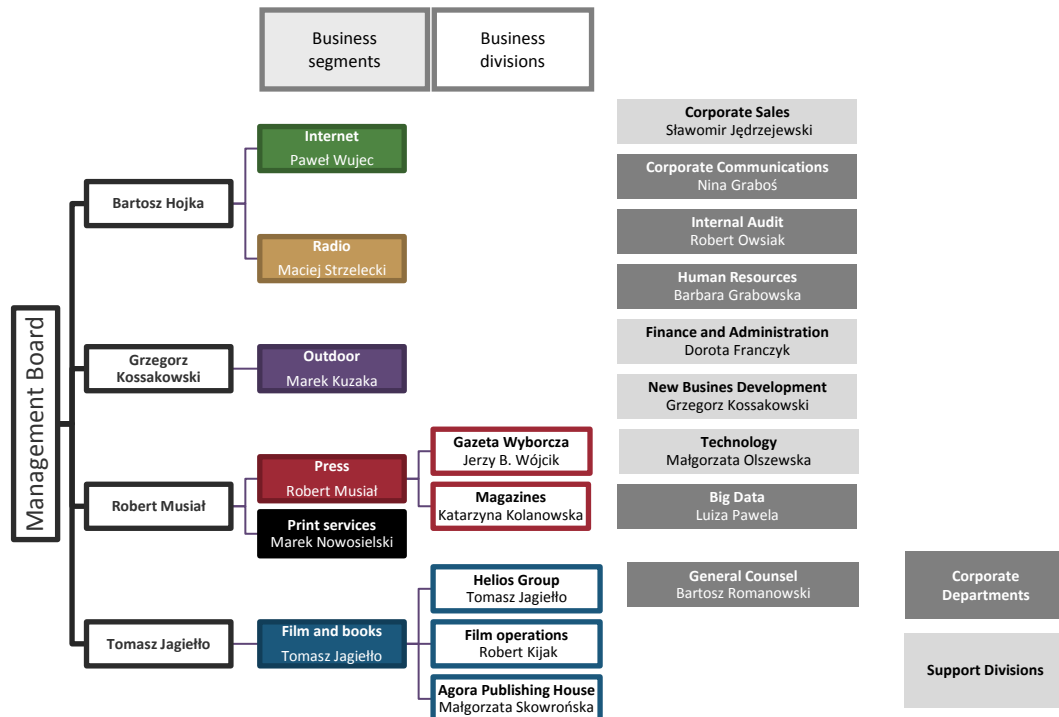 Business
segments
Business
divisions
Management Board
Bartosz Hojka
Internet
Paweł Wujec
Radio
Maciej Strzelecki
Grzegorz
Kossakowski
Outdoor
Marek Kuzaka
Robert Musiał
Press
Robert Musiał
Gazeta Wyborcza
Jerzy B. Wójcik
Magazines
Katarzyna Kolanowska
Print services
Marek Nowosielski
Tomasz Jagiełło
Film and books
Tomasz Jagiełło
Helios Group
Tomasz Jagiełło
Film operations
Robert Kijak
Agora Publishing House
Małgorzata Skowrońska
Corporate Sales
Sławomir Jędrzejewski
Corporate Communications
Nina Graboś
Internal Audit
Robert Owsiak
Human Resources
Barbara Grabowska
Finance and Administration
Dorota Franczyk
New Busines Development
Grzegorz Kossakowski
Technology
Małgorzata Olszewska
Big Data
Luiza Pawela
General Counsel
Bartosz Romanowski
Corporate
Departments
Support Divisions